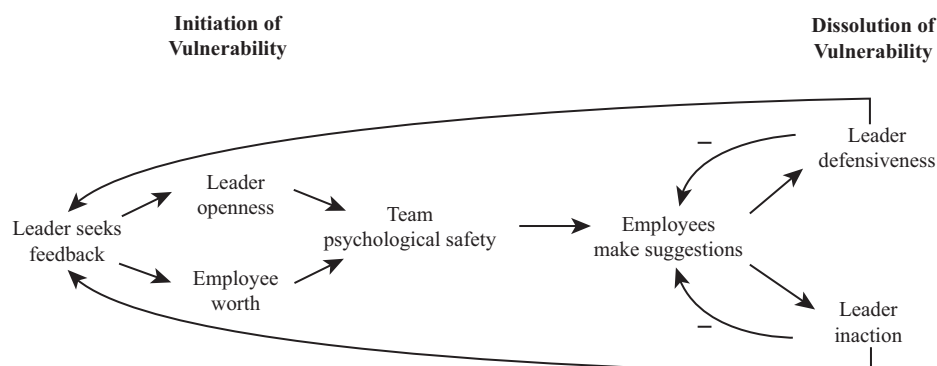 Initiation of
Vulnerability
Dissolution of
Vulnerability
Leader
defensiveness
–
Leader
openness
Leader seeks
feedback
Team
psychological safety
Employees
make suggestions
Employee
worth
–
Leader
inaction